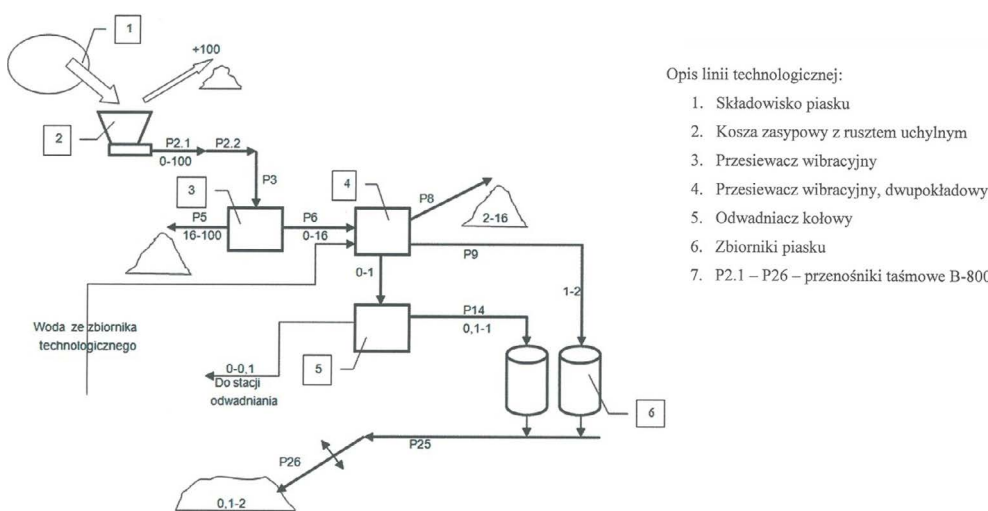 1
+100
2
P2.1
P2.2
0-100
P3
3
4
P8
2-16
P5
16-100
P6
0-16
P9
0-1
1-2
P14
0,1-1
Woda ze zbiornika
technologicznego
5
0-0,1
Do stacji
odwadniania
6
P25
P26
0,1-2
Opis linii technologicznej:
1. Składowisko piasku
2. Kosza zasypowy z rusztem uchylnym
3. Przesiewacz wibracyjny
4. Przesiewacz wibracyjny, dwupokładowy
5. Odwadniacz kołowy
6. Zbiorniki piasku
7. P2.1 – P26 – przenośniki taśmowe B-800